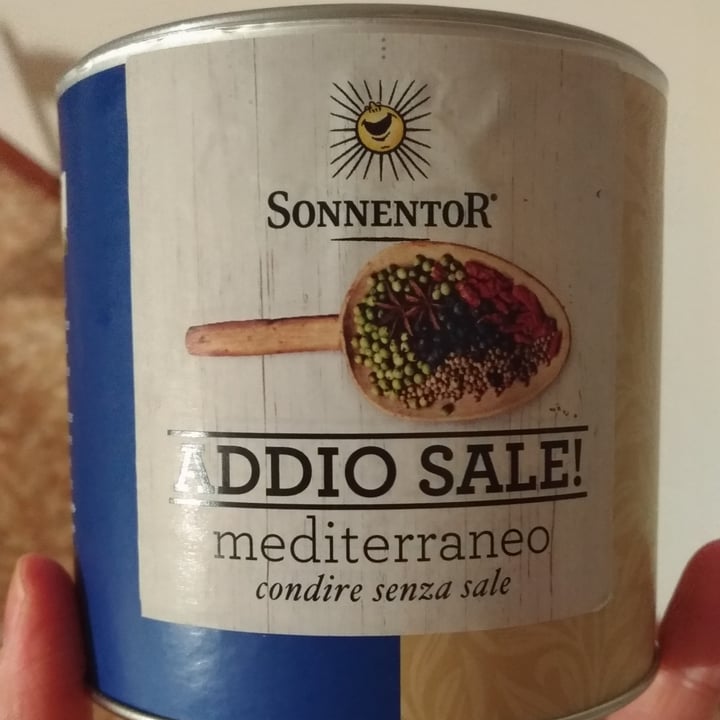 SONNENTOR®
ADDIO SALE!
mediterraneo
condire senza sale